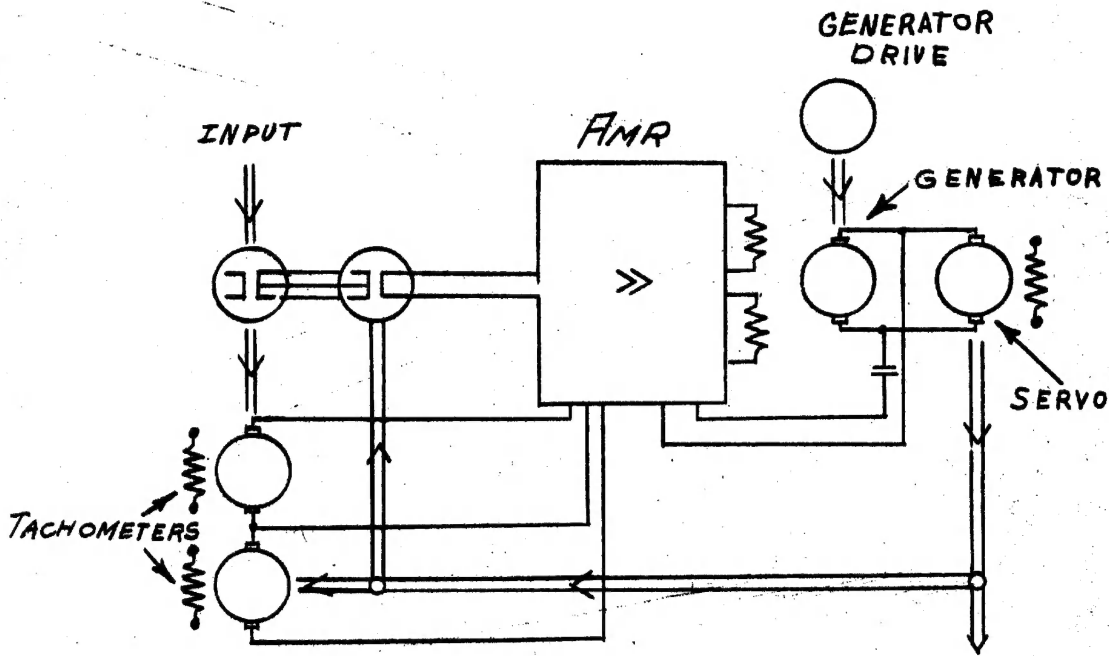 GENERATOR
DRIVE
INPUT
AMR
GENERATOR
SERVO
TACHOMETERS